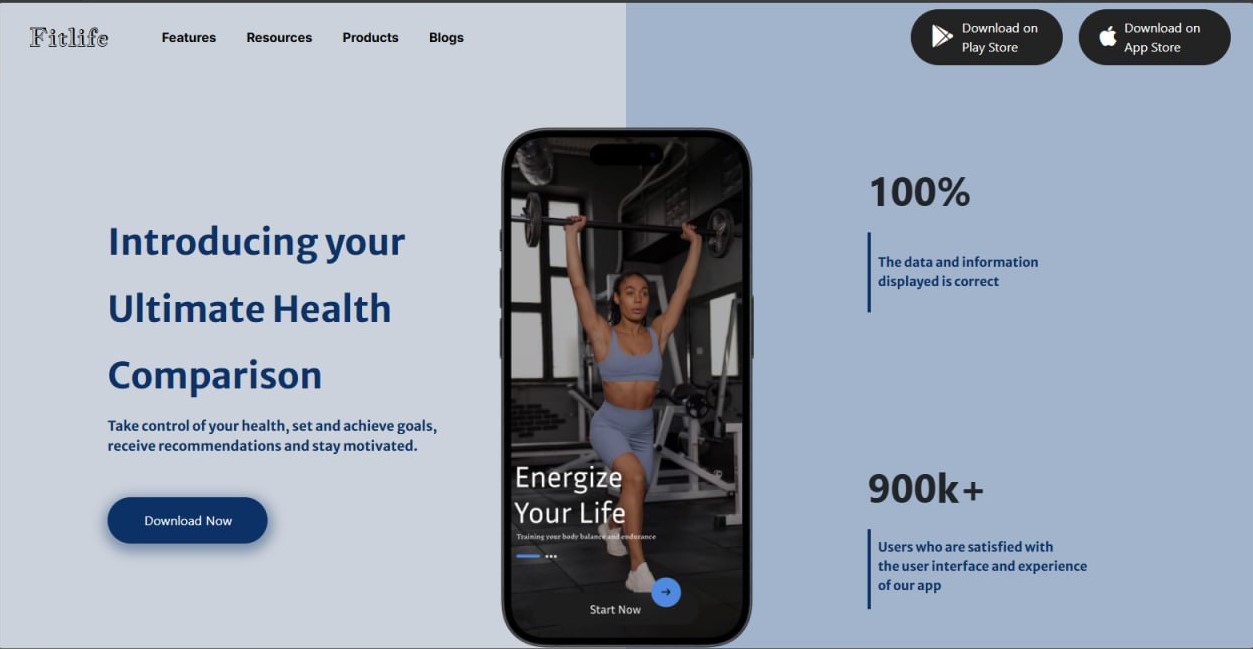 Fitlife
Features
Resources
Products
Blogs
Download on
Play Store
Download on
App Store
Introducing your
Ultimate Health
Comparison
Take control of your health, set and achieve goals,
receive recommendations and stay motivated.
Download Now
Energize
Your Life
Training your body balance and endurance
Start Now
100%
The data and information
displayed is correct
900k+
Users who are satisfied with
the user interface and experience
of our app